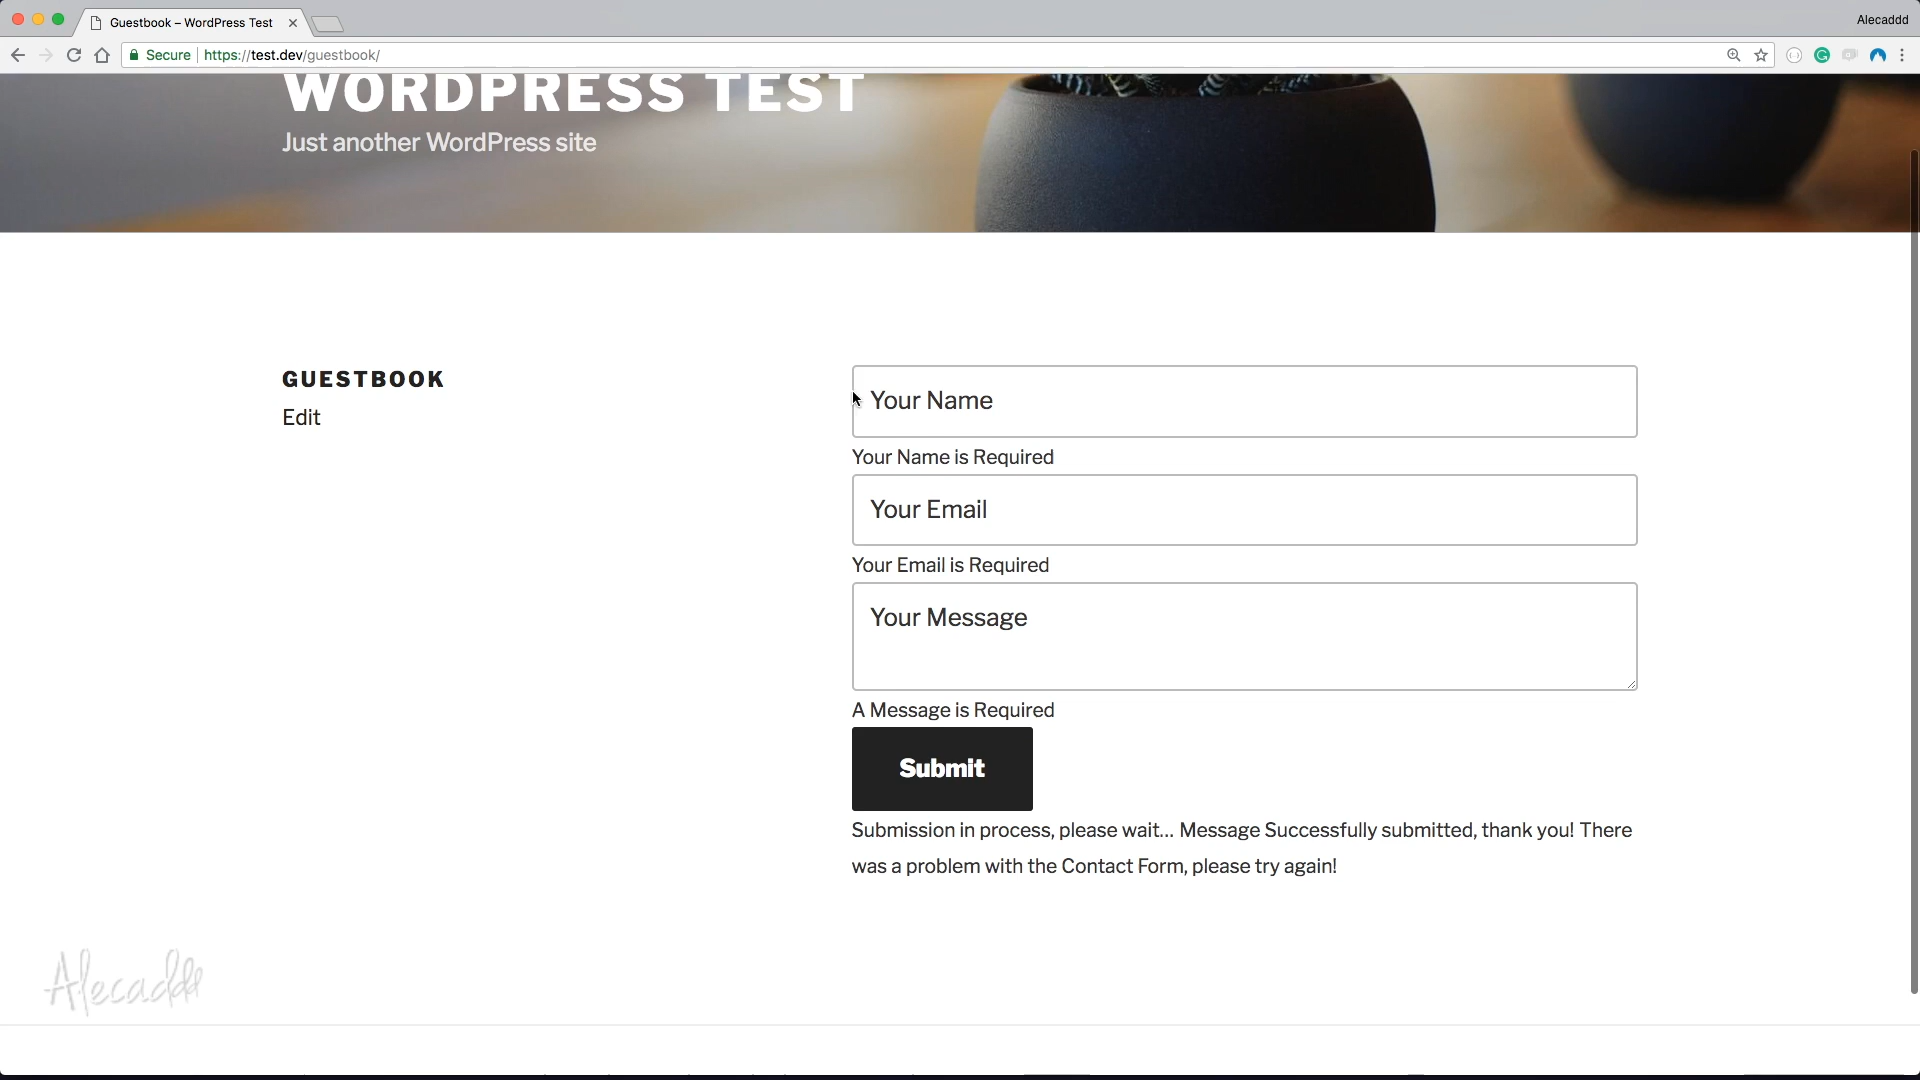 Guestbook – WordPress Test
Alecaddd
Secure
https://test.dev/guestbook/
WORDPRESS TEST
Just another WordPress site
GUESTBOOK
Edit
Your Name
Your Name is Required
Your Email
Your Email is Required
Your Message
A Message is Required
Submit
Submission in process, please wait... Message Successfully submitted, thank you! There
was a problem with the Contact Form, please try again!
Alecaddd